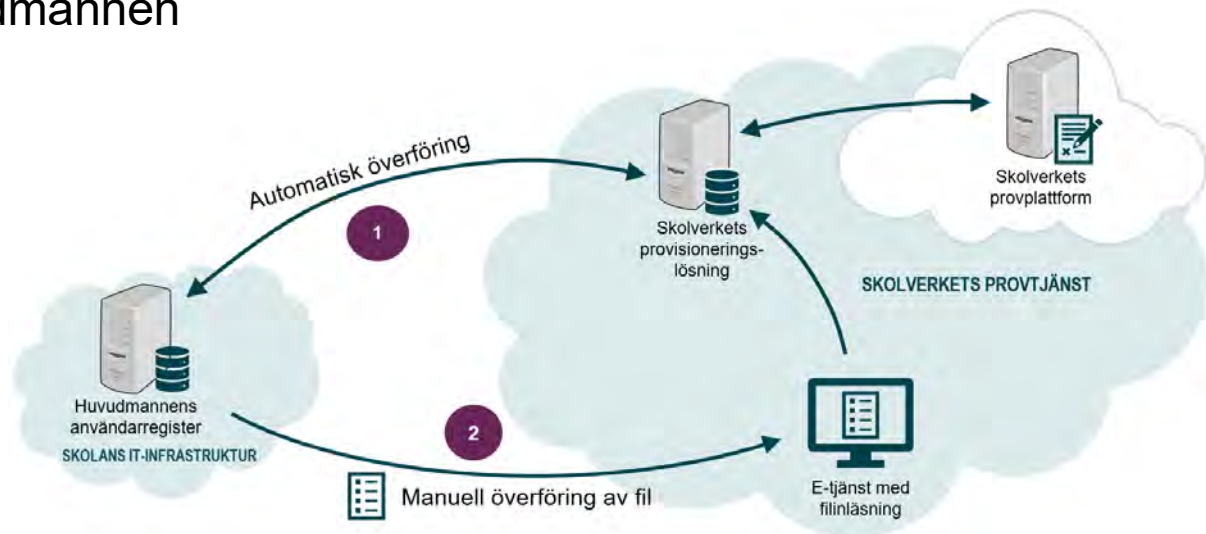 Automatisk överföring
1
Skolverkets
provisionerings-
lösning
Skolverkets
provplattform
SKOLVERKETS PROVTJÄNST
Huvudmannens
användarregister
SKOLANS IT-INFRASTRUKTUR
2
Manuell överföring av fil
E-tjänst med
filinläsning